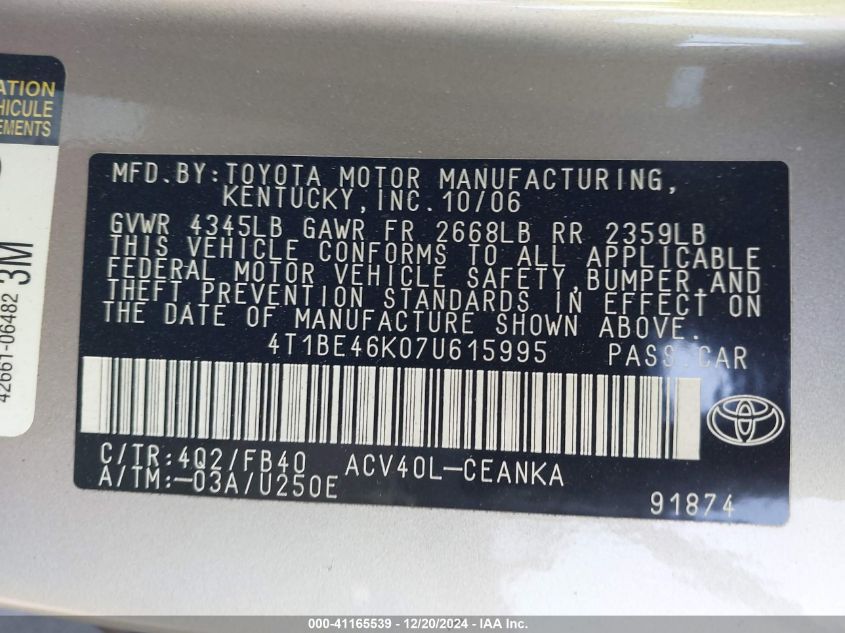 ATION
HICULE
EMENTS
42661-06482 3M
MFD.BY:TOYOTA MOTOR MANUFACTURING,
KENTUCKY,INC.10/06
GVWR 4345LB GAWR FR 2668LB RR 2359LB
THIS VEHICLE CONFORMS TO ALL APPLICABLE
FEDERAL MOTOR VEHICLE SAFETY,BUMPER,AND
THEFT PREVENTION STANDARDS IN EFFECT ON
THE DATE OF MANUFACTURE SHOWN ABOVE.
4T1BE46K07U615995 PASS.CAR
C/TR:4Q2/FB40 ACV40L-CEANKA
A/TM:-03A/U250E
91874
000-41165539 - 12/20/2024 - IAAI.COM